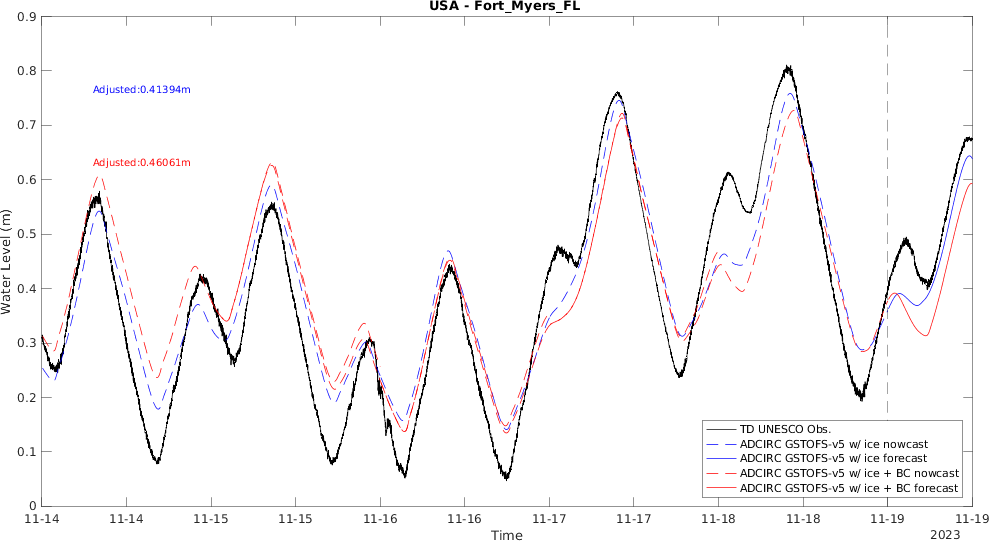 USA - Fort_Myers_FL
0.9
0.8
0.7
0.6
0.5
0.4
0.3
0.2
0.1
0
Water Level (m)
Adjusted:0.41394m
Adjusted:0.46061m
TD UNESCO Obs.
ADCIRC GSTOFS-v5 w/ ice nowcast
ADCIRC GSTOFS-v5 w/ ice forecast
ADCIRC GSTOFS-v5 w/ ice + BC nowcast
ADCIRC GSTOFS-v5 w/ ice + BC forecast
11-14 11-14 11-15 11-15 11-16 11-16 11-17 11-17 11-18 11-18 11-19 11-19
Time
2023